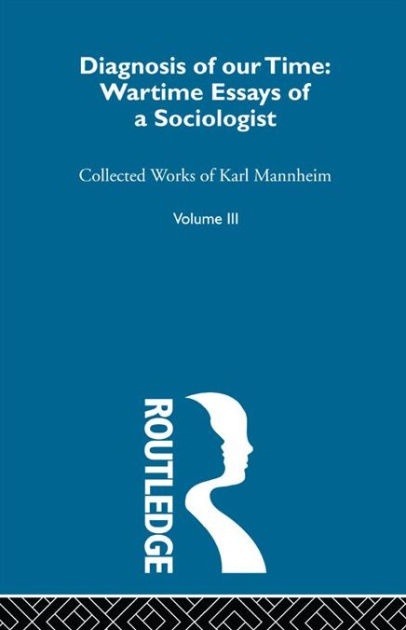 Diagnosis of our Time:
Wartime Essays of
a Sociologist
Collected Works of Karl Mannheim
Volume III
ROUTLEDGE